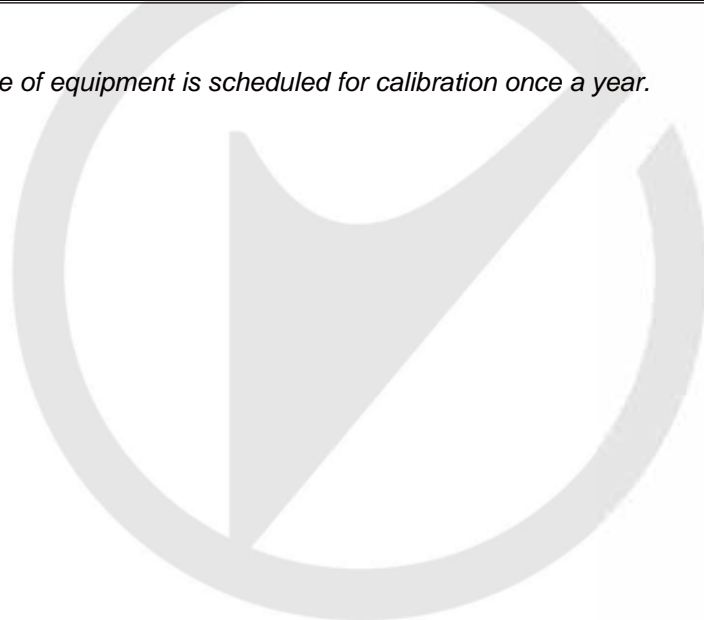 e of equipment is scheduled for calibration once a year.